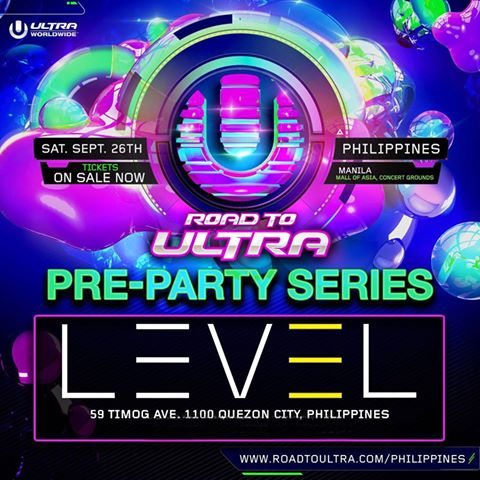 ULTRA
WORLDWIDE
SAT. SEPT. 26TH
TICKETS
ON SALE NOW
PHILIPPINES
MANILA
MALL OF ASIA, CONCERT GROUNDS
ROAD TO
ULTRA
PRE-PARTY SERIES
LEVEL
59 TIMOG AVE. 1100 QUEZON CITY, PHILIPPINES
WWW.ROADTOULTRA.COM/PHILIPPINES